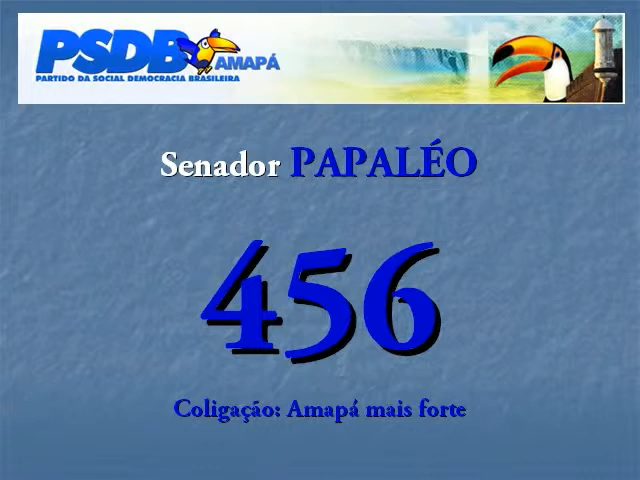 PSDB AMAPÁ
PARTIDO DA SOCIAL DEMOCRACIA BRASILEIRA
Senador PAPALÉO
456
Coligação: Amapá mais forte